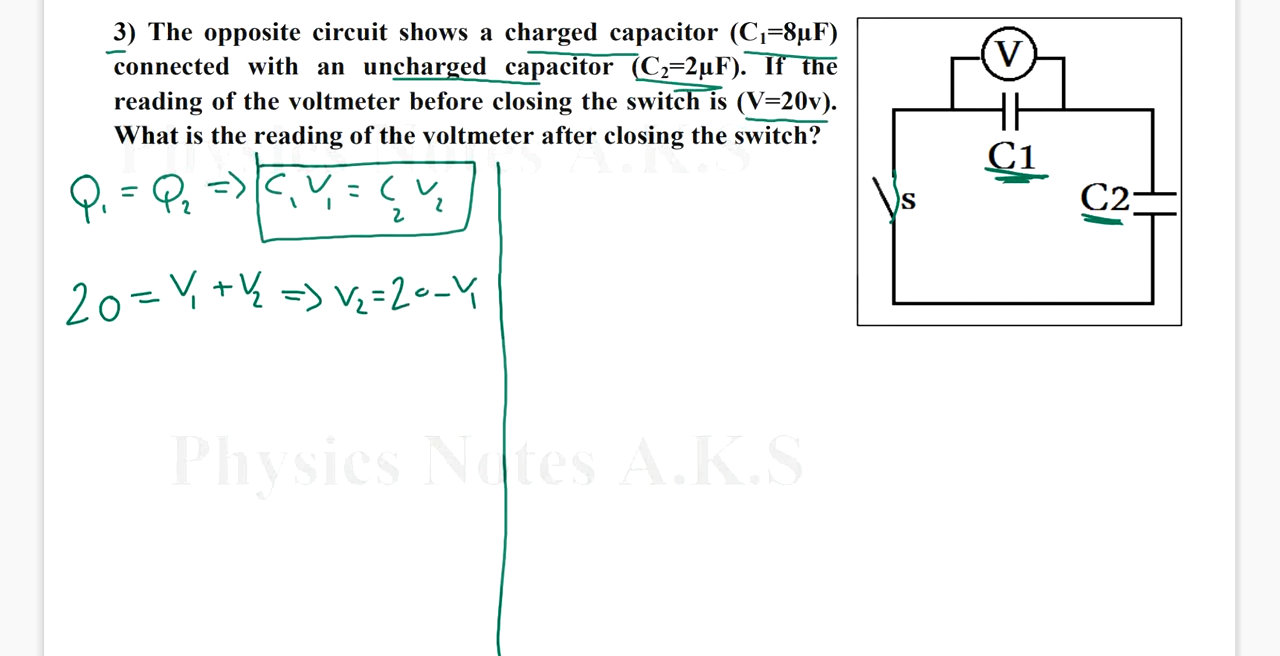 3) The opposite circuit shows a charged capacitor (C₁=8μF)
connected with an uncharged capacitor (C₂=2μF). If the
reading of the voltmeter before closing the switch is (V=20v).
What is the reading of the voltmeter after closing the switch?
Q₁ = Q₂ => C₁V₁ = C₂V₂
20 = V₁ + V₂ => V₂ = 20 - V₁
V
C1
C2
s
Physics Notes A.K.S
Physics Notes A.K.S